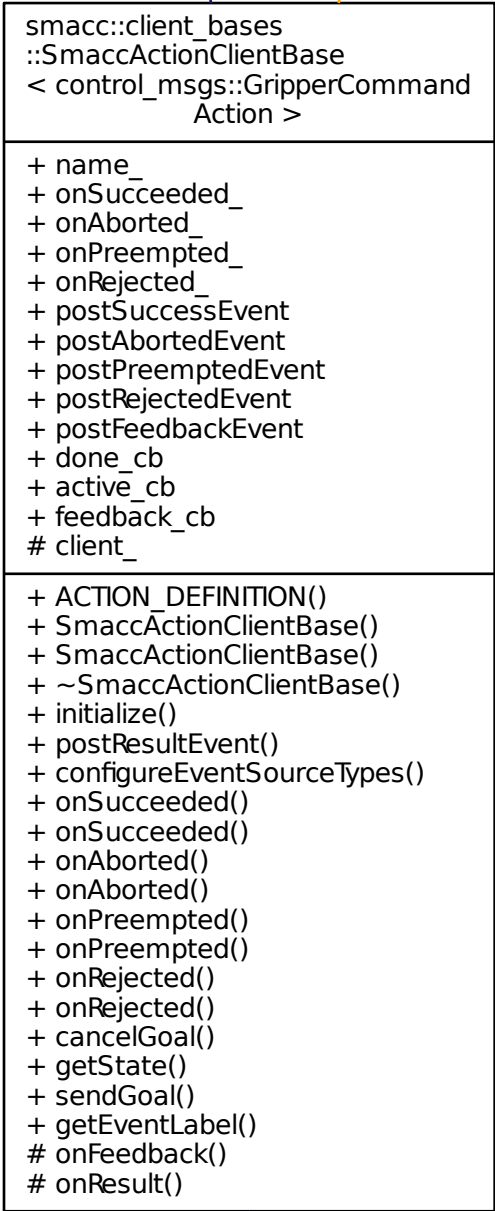 smacc::client_bases
::SmaccActionClientBase
< control_msgs::GripperCommand
Action >
+ name_
+ onSucceeded_
+ onAborted_
+ onPreempted_
+ onRejected_
+ postSuccessEvent
+ postAbortedEvent
+ postPreemptedEvent
+ postRejectedEvent
+ postFeedbackEvent
+ done_cb
+ active_cb
+ feedback_cb
# client_
+ ACTION_DEFINITION()
+ SmaccActionClientBase()
+ SmaccActionClientBase()
+ ~SmaccActionClientBase()
+ initialize()
+ postResultEvent()
+ configureEventSourceTypes()
+ onSucceeded()
+ onSucceeded()
+ onAborted()
+ onAborted()
+ onPreempted()
+ onPreempted()
+ onRejected()
+ onRejected()
+ cancelGoal()
+ getState()
+ sendGoal()
+ getEventLabel()
# onFeedback()
# onResult()